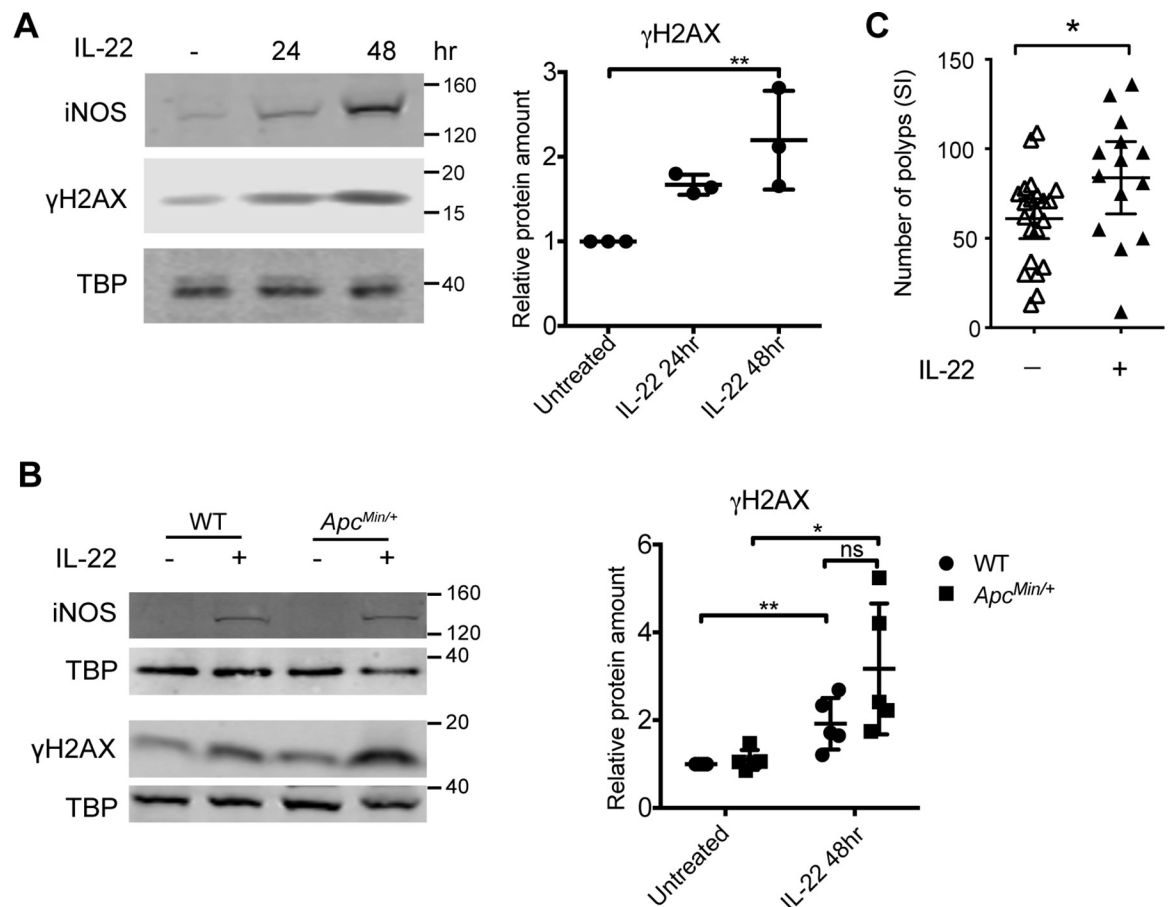 A
IL-22 - 24 48 hr
iNOS
160
120
γH2AX
20
15
TBP
40
γH2AX
**
Relative protein amount
3
2
1
0
Untreated
IL-22 24hr
IL-22 48hr
C
*
Number of polyps (SI)
150
100
50
0
IL-22 − +
B
WT Apc^Min/+
IL-22 - + - +
iNOS
160
120
TBP
40
γH2AX
20
TBP
40
γH2AX
*
ns
**
Relative protein amount
6
4
2
0
Untreated
IL-22 48hr
WT
Apc^Min/+